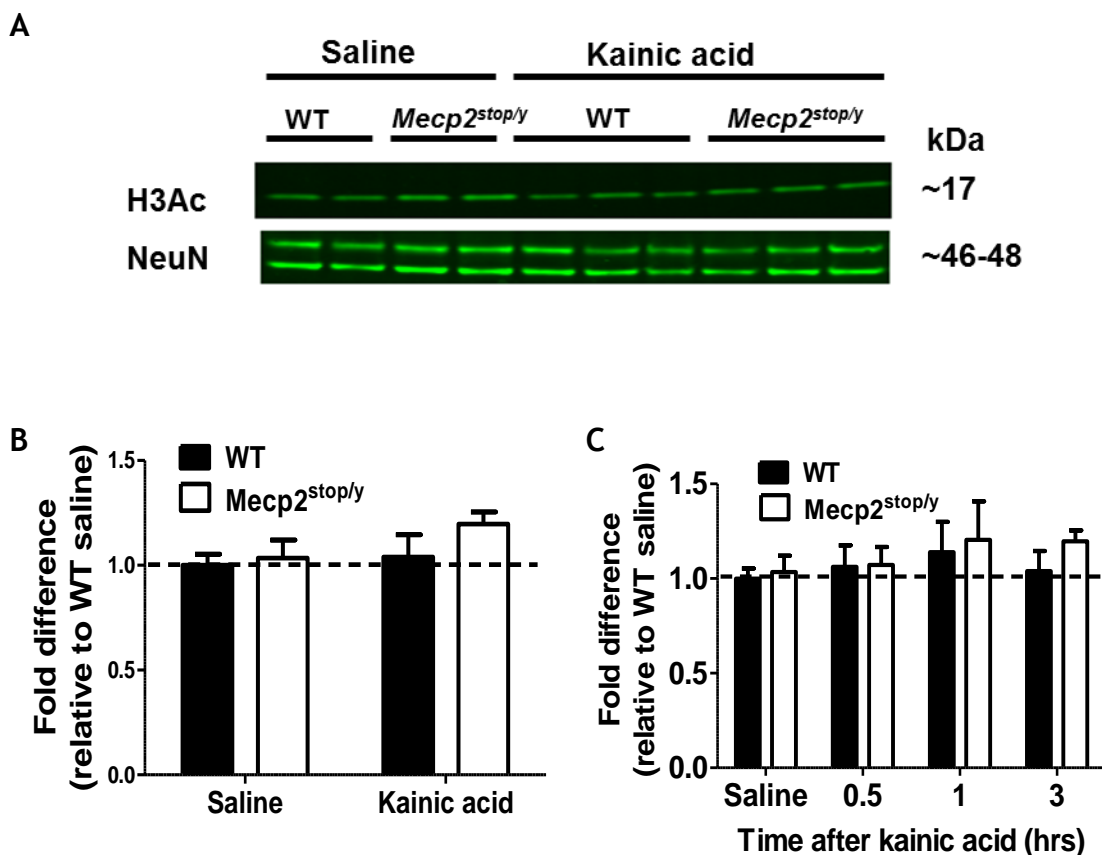 A
Saline Kainic acid
WT Mecp2stop/y WT Mecp2stop/y
kDa
H3Ac ~17
NeuN ~46-48
B
WT
Mecp2stop/y
Fold difference
(relative to WT saline)
1.5
1.0
0.5
0.0
Saline Kainic acid
C
WT
Mecp2stop/y
Fold difference
(relative to WT saline)
1.5
1.0
0.5
0.0
Saline 0.5 1 3
Time after kainic acid (hrs)